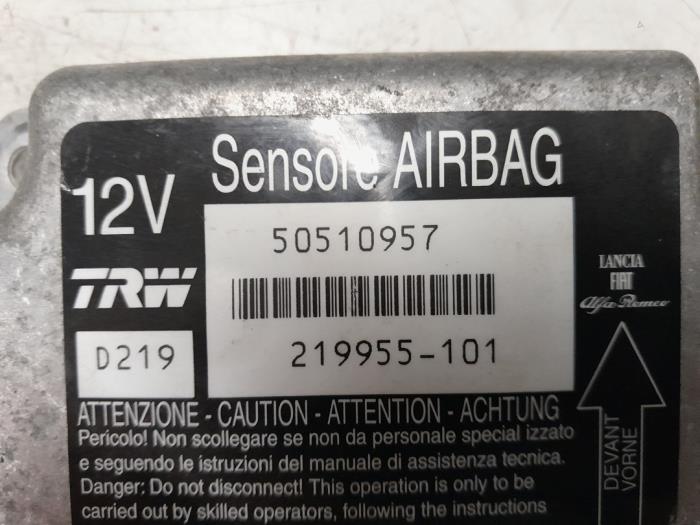 Sensore AIRBAG
12V
50510957
TRW
LANCIA
FIAT
Alfa Romeo
D219
219955-101
ATTENZIONE - CAUTION - ATTENTION - ACHTUNG
Pericolo! Non scollegare se non da personale special izzato
e seguendo le istruzioni del manuale di assistenza tecnica.
Danger: Do not disconnect! This operation is only to be
carried out by skilled operators, following the instructions
DEVANT
VORNE